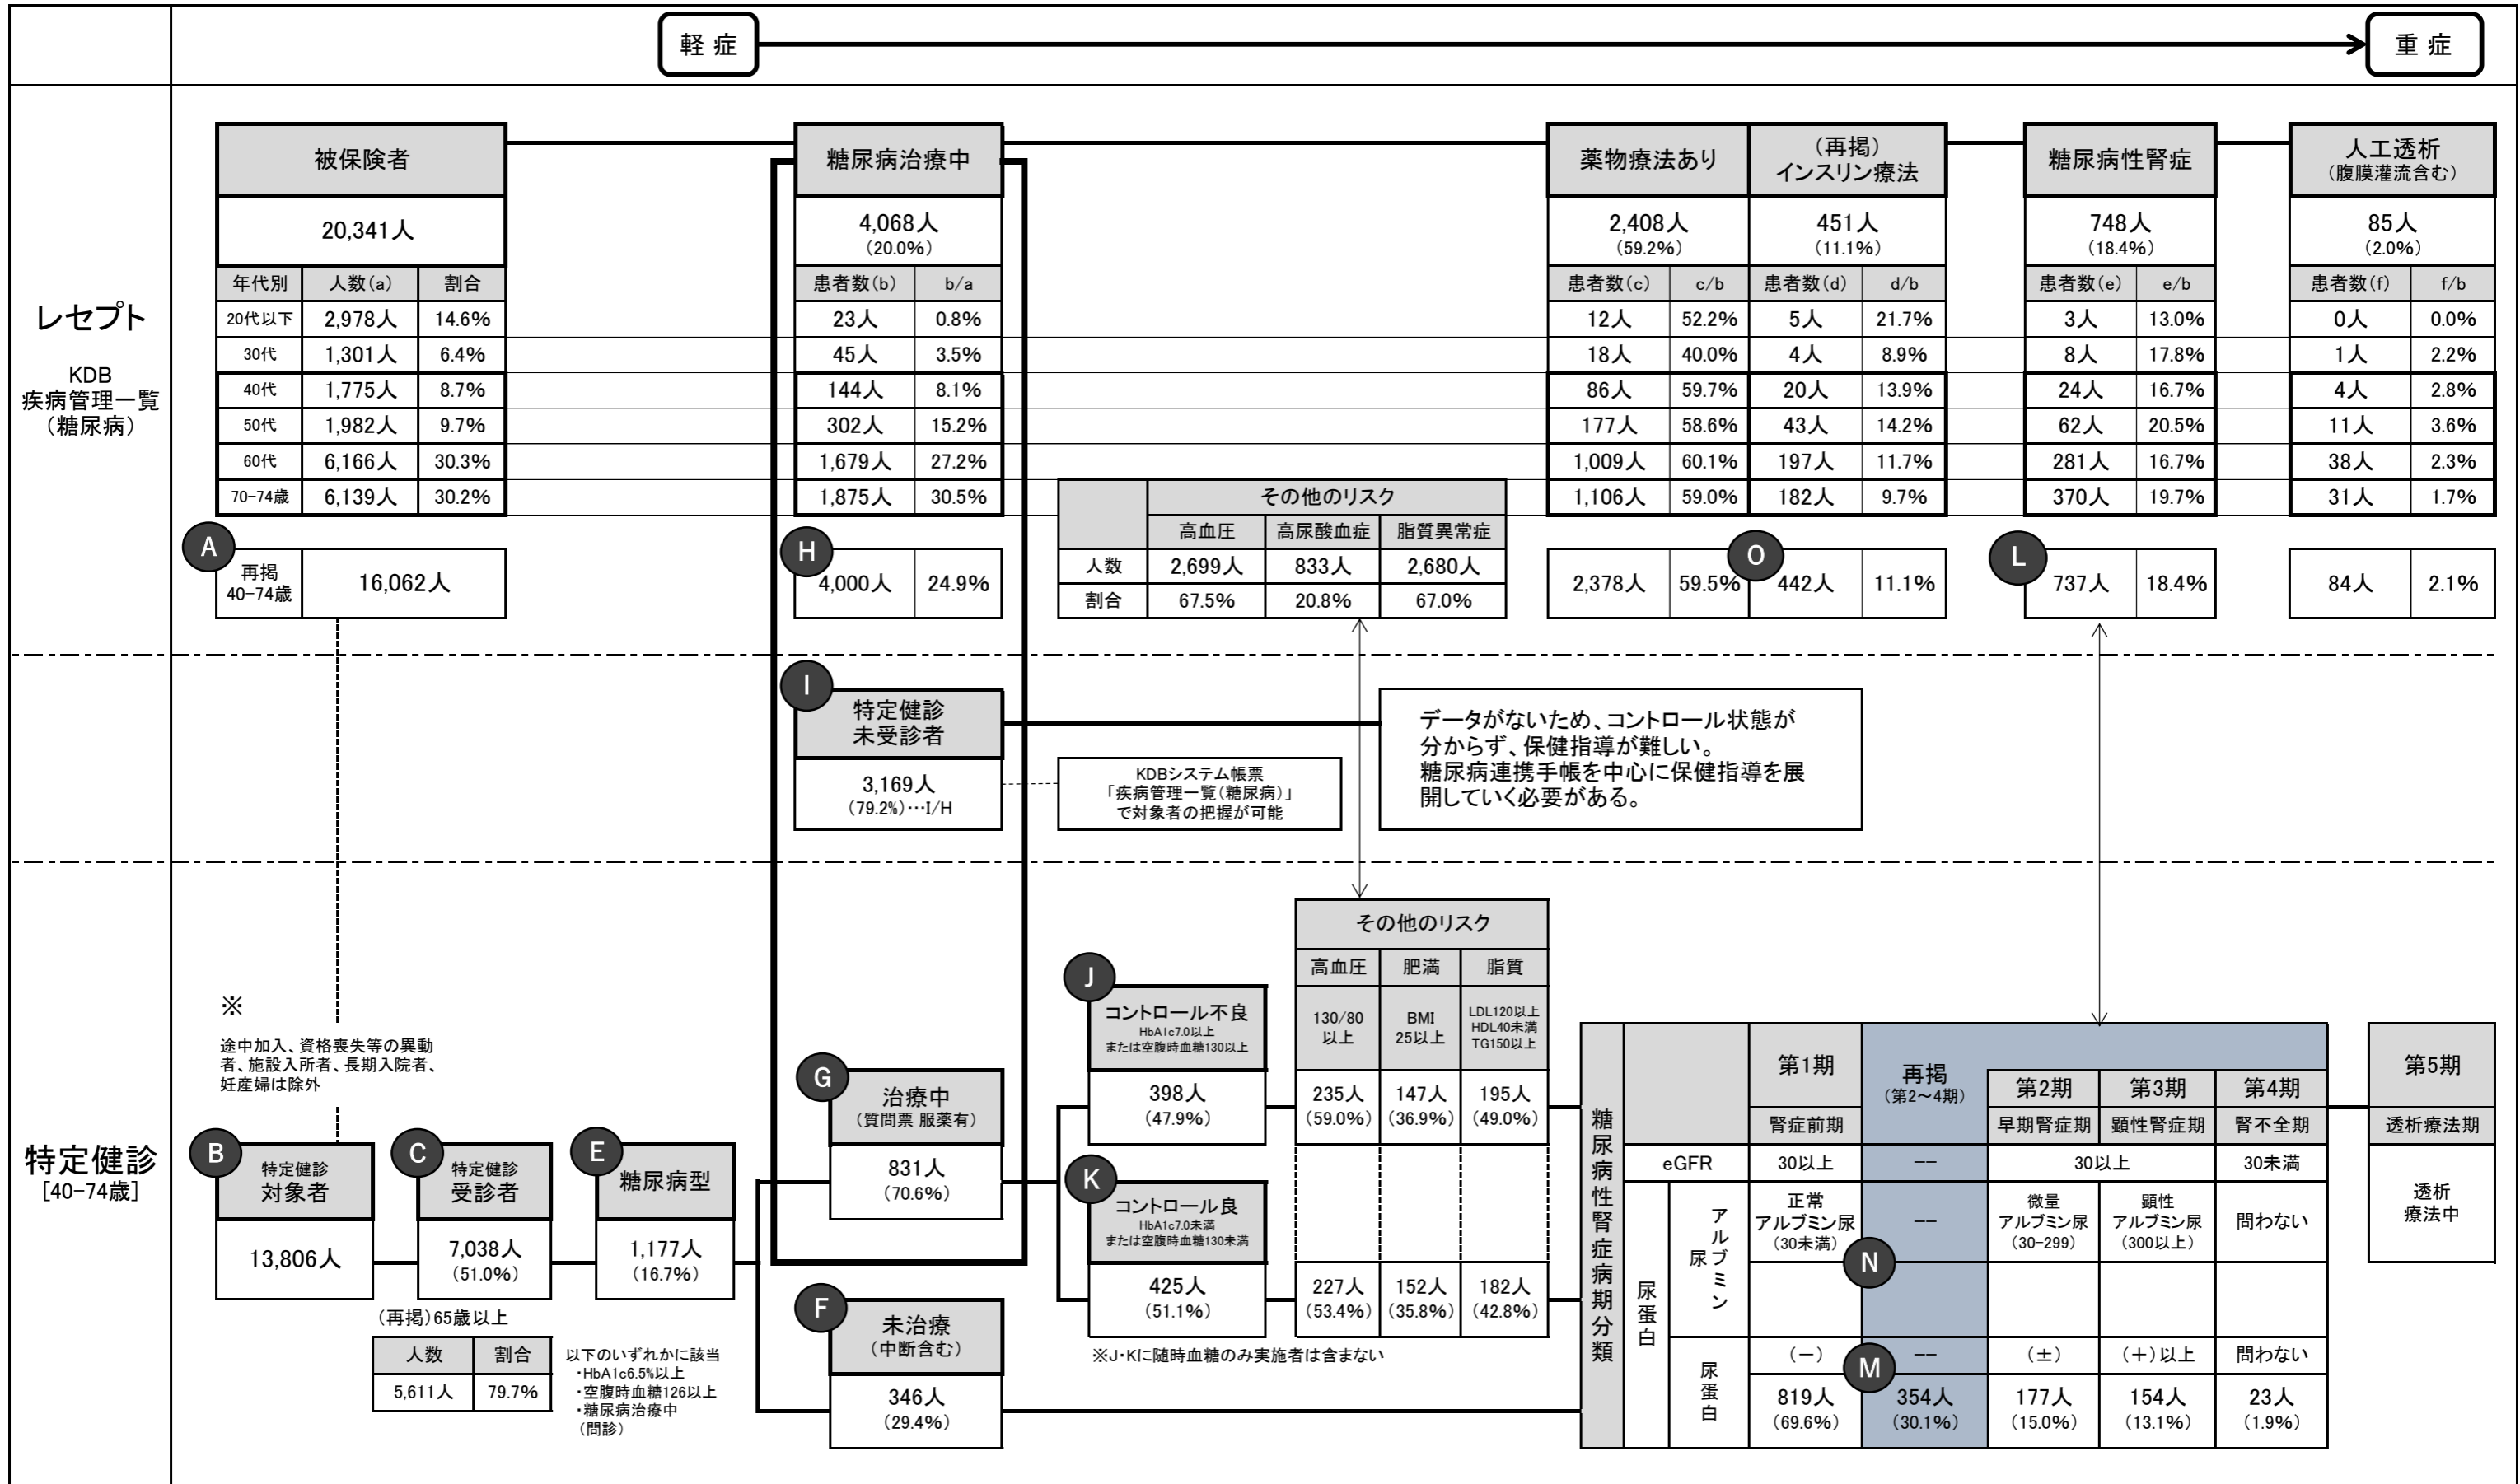 軽 症
重 症
レセプト
KDB
疾病管理一覧
(糖尿病)
被保険者
20,341人
年代別 人数(a) 割合
20代以下 2,978人 14.6%
30代 1,301人 6.4%
40代 1,775人 8.7%
50代 1,982人 9.7%
60代 6,166人 30.3%
70-74歳 6,139人 30.2%
A
再掲
40-74歳
16,062人
糖尿病治療中
4,068人
(20.0%)
患者数(b) b/a
23人 0.8%
45人 3.5%
144人 8.1%
302人 15.2%
1,679人 27.2%
1,875人 30.5%
H
4,000人 24.9%
その他のリスク
高血圧 高尿酸血症 脂質異常症
人数 2,699人 833人 2,680人
割合 67.5% 20.8% 67.0%
薬物療法あり
2,408人
(59.2%)
(再掲)
インスリン療法
451人
(11.1%)
患者数(c) c/b 患者数(d) d/b
12人 52.2% 5人 21.7%
18人 40.0% 4人 8.9%
86人 59.7% 20人 13.9%
177人 58.6% 43人 14.2%
1,009人 60.1% 197人 11.7%
1,106人 59.0% 182人 9.7%
O
2,378人 59.5% 442人 11.1%
糖尿病性腎症
748人
(18.4%)
患者数(e) e/b
3人 13.0%
8人 17.8%
24人 16.7%
62人 20.5%
281人 16.7%
370人 19.7%
L
737人 18.4%
人工透析
(腹膜灌流含む)
85人
(2.0%)
患者数(f) f/b
0人 0.0%
1人 2.2%
4人 2.8%
11人 3.6%
38人 2.3%
31人 1.7%
84人 2.1%
I
特定健診
未受診者
3,169人
(79.2%)…I/H
KDBシステム帳票
「疾病管理一覧(糖尿病)」
で対象者の把握が可能
データがないため、コントロール状態が
分からず、保健指導が難しい。
糖尿病連携手帳を中心に保健指導を展
開していく必要がある。
特定健診
[40-74歳]
※
途中加入、資格喪失等の異動
者、施設入所者、長期入院者、
妊産婦は除外
B
特定健診
対象者
13,806人
C
特定健診
受診者
7,038人
(51.0%)
(再掲)65歳以上
人数 割合
5,611人 79.7%
E
糖尿病型
1,177人
(16.7%)
以下のいずれかに該当
・HbA1c6.5%以上
・空腹時血糖126以上
・糖尿病治療中
(問診)
G
治療中
(質問票 服薬有)
831人
(70.6%)
F
未治療
(中断含む)
346人
(29.4%)
J
コントロール不良
HbA1c7.0以上
または空腹時血糖130以上
398人
(47.9%)
K
コントロール良
HbA1c7.0未満
または空腹時血糖130未満
425人
(51.1%)
※J・Kに随時血糖のみ実施者は含まない
その他のリスク
高血圧 肥満 脂質
130/80
以上
BMI
25以上
LDL120以上
HDL40未満
TG150以上
235人 147人 195人
(59.0%) (36.9%) (49.0%)
227人 152人 182人
(53.4%) (35.8%) (42.8%)
糖尿病性腎症病期分類
第1期
腎症前期
再掲
(第2～4期)
第2期 第3期 第4期
早期腎症期 顕性腎症期 腎不全期
第5期
透析療法期
透析
療法中
eGFR 30以上 -- 30以上 30未満
尿蛋白
アルブミン
尿
正常
アルブミン尿
(30未満)
--
微量
アルブミン尿
(30-299)
顕性
アルブミン尿
(300以上)
問わない
N
尿蛋白
(－) -- (±) (＋)以上 問わない
M
819人 354人 177人 154人 23人
(69.6%) (30.1%) (15.0%) (13.1%) (1.9%)